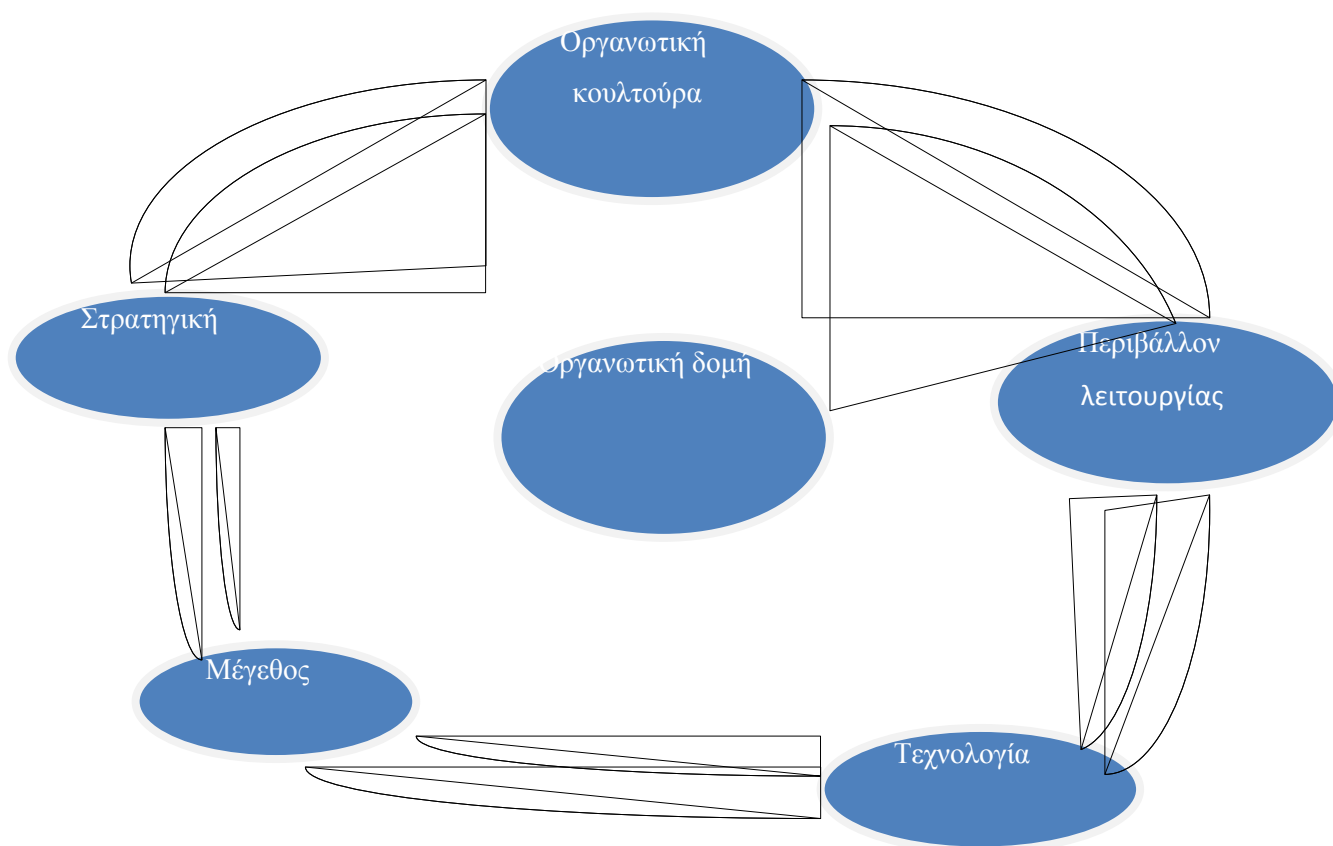 Οργανωτική
κουλτούρα
Στρατηγική
Οργανωτική δομή
Περιβάλλον
λειτουργίας
Μέγεθος
Τεχνολογία